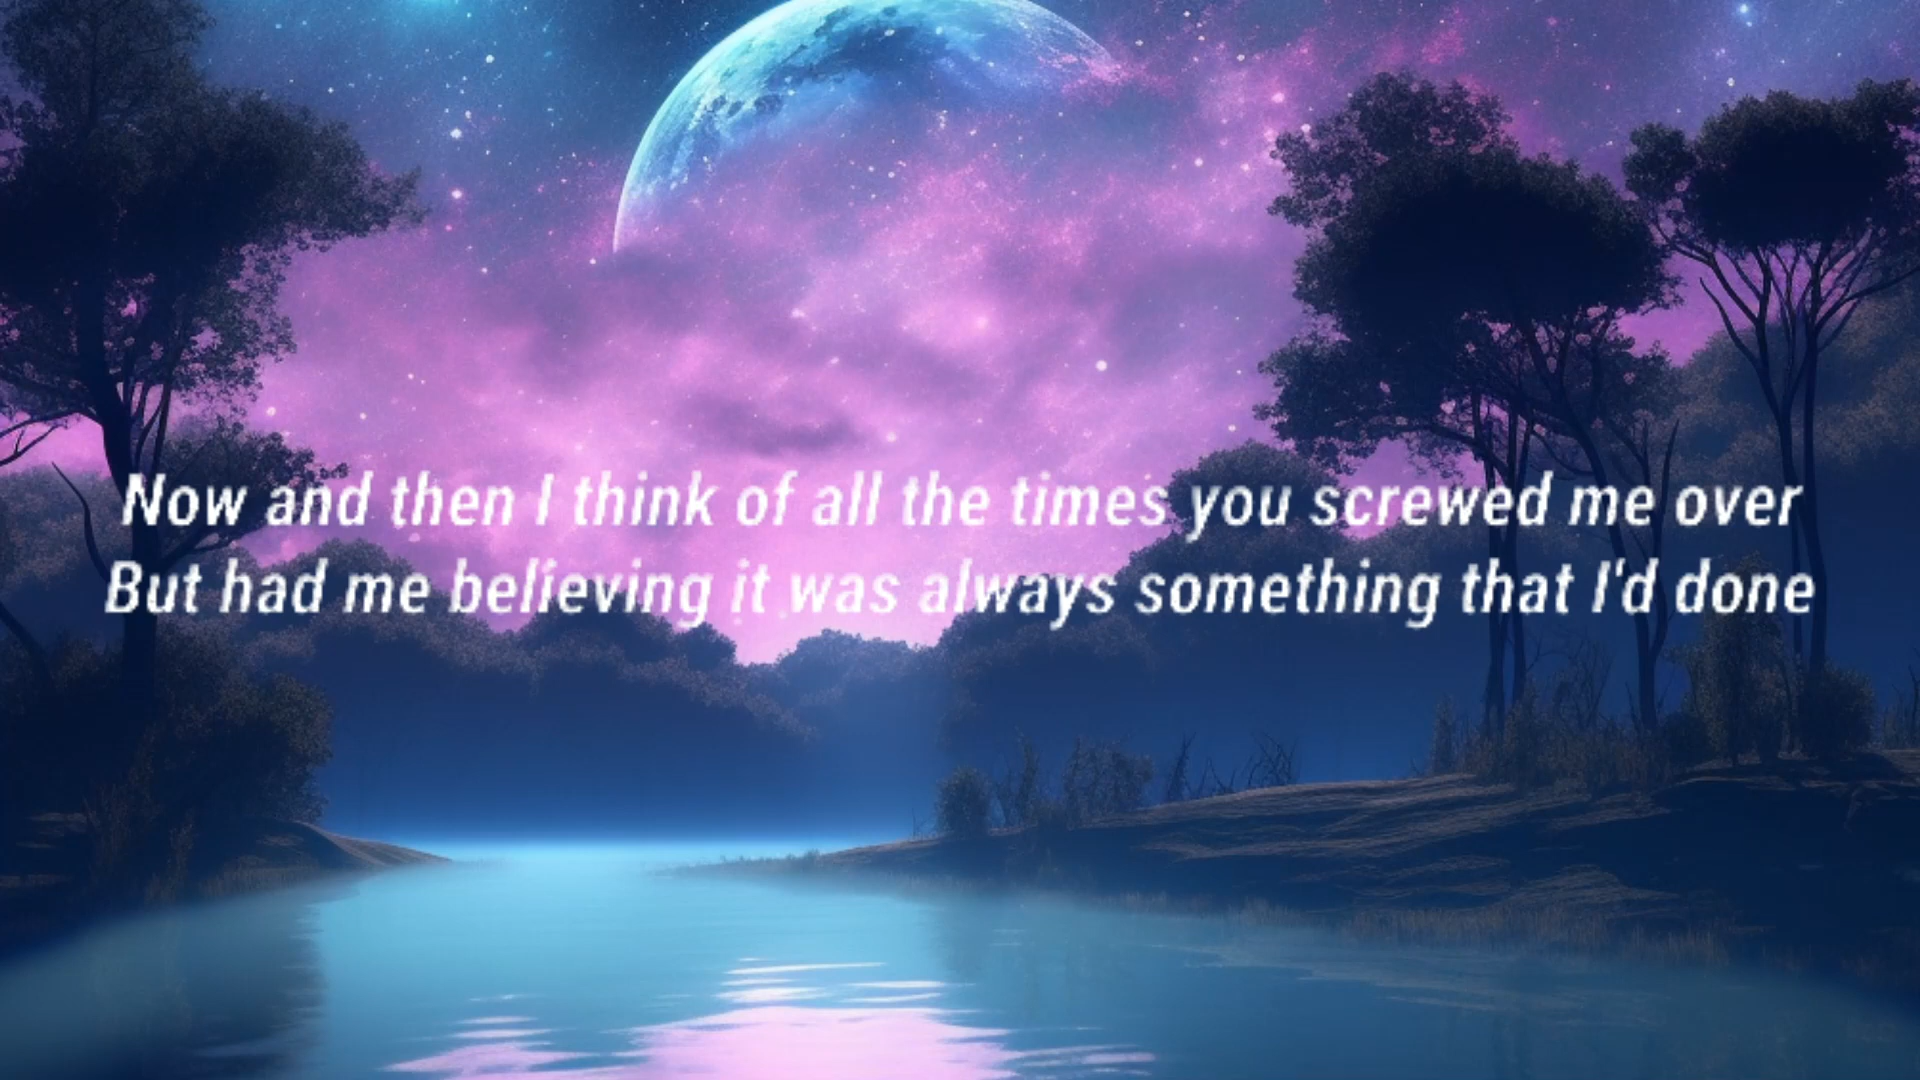 Now and then I think of all the times you screwed me over
But had me believing it was always something that I'd done